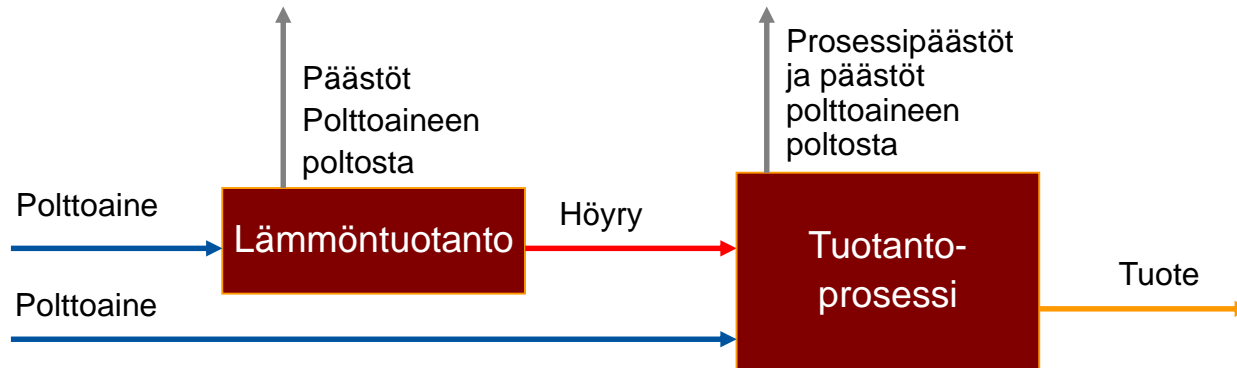 Päästöt
Polttoaineen
poltosta
Prosessipäästöt
ja päästöt
polttoaineen
poltosta
Polttoaine
Lämmöntuotanto
Höyry
Tuotanto-
prosessi
Tuote
Polttoaine